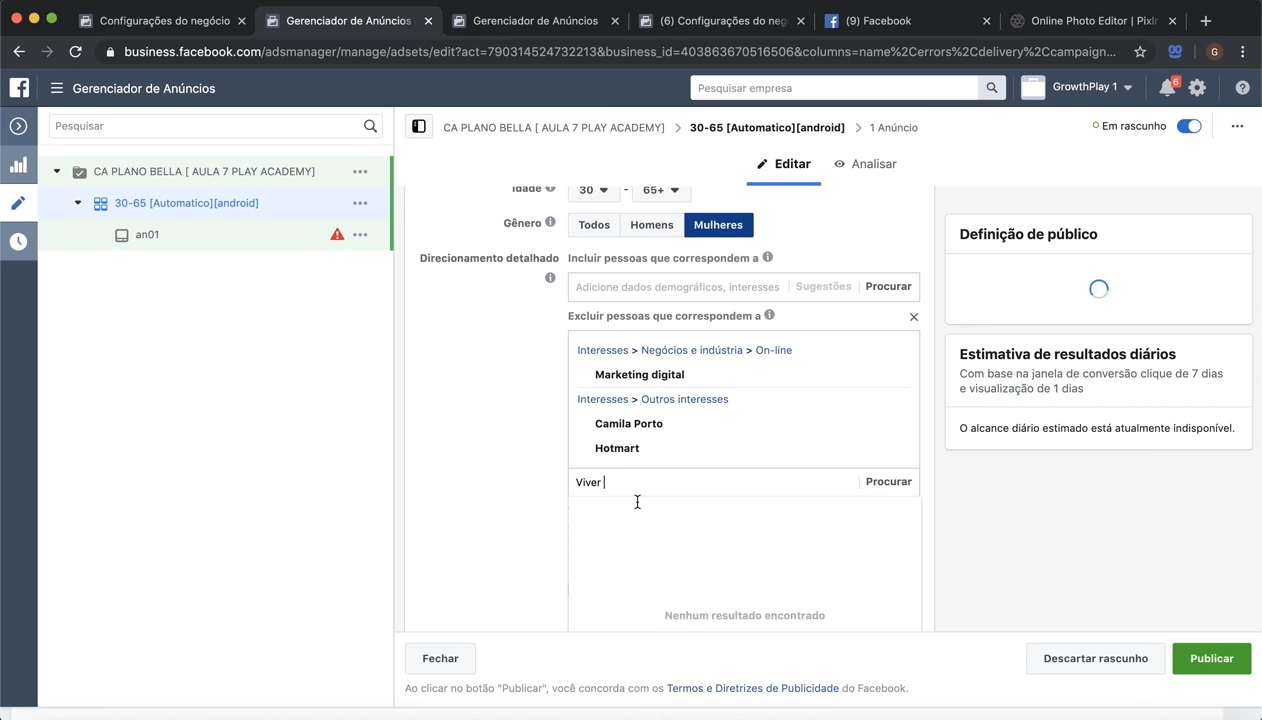 Configurações do negócio
Gerenciador de Anúncios
Gerenciador de Anúncios
(6) Configurações do neg
(9) Facebook
Online Photo Editor | Pixlr
business.facebook.com/adsmanager/manage/adsets/edit?act=790314524732213&business_id=403863670516506&columns=name%2Cerrors%2Cdelivery%2Ccampaign...
G
Gerenciador de Anúncios
Pesquisar empresa
GrowthPlay 1
6
Pesquisar
CA PLANO BELLA [ AULA 7 PLAY ACADEMY] > 30-65 [Automatico][android] > 1 Anúncio
Em rascunho
CA PLANO BELLA [ AULA 7 PLAY ACADEMY]
30-65 [Automatico][android]
an01
Editar
Analisar
Idade
30 - 65+
Gênero
Todos
Homens
Mulheres
Direcionamento detalhado
Incluir pessoas que correspondem a
Adicione dados demográficos, interesses
Sugestões
Procurar
Excluir pessoas que correspondem a
Interesses > Negócios e indústria > On-line
Marketing digital
Interesses > Outros interesses
Camila Porto
Hotmart
Viver
Procurar
Nenhum resultado encontrado
Definição de público
Estimativa de resultados diários
Com base na janela de conversão clique de 7 dias
e visualização de 1 dias
O alcance diário estimado está atualmente indisponível.
Fechar
Descartar rascunho
Publicar
Ao clicar no botão "Publicar", você concorda com os Termos e Diretrizes de Publicidade do Facebook.